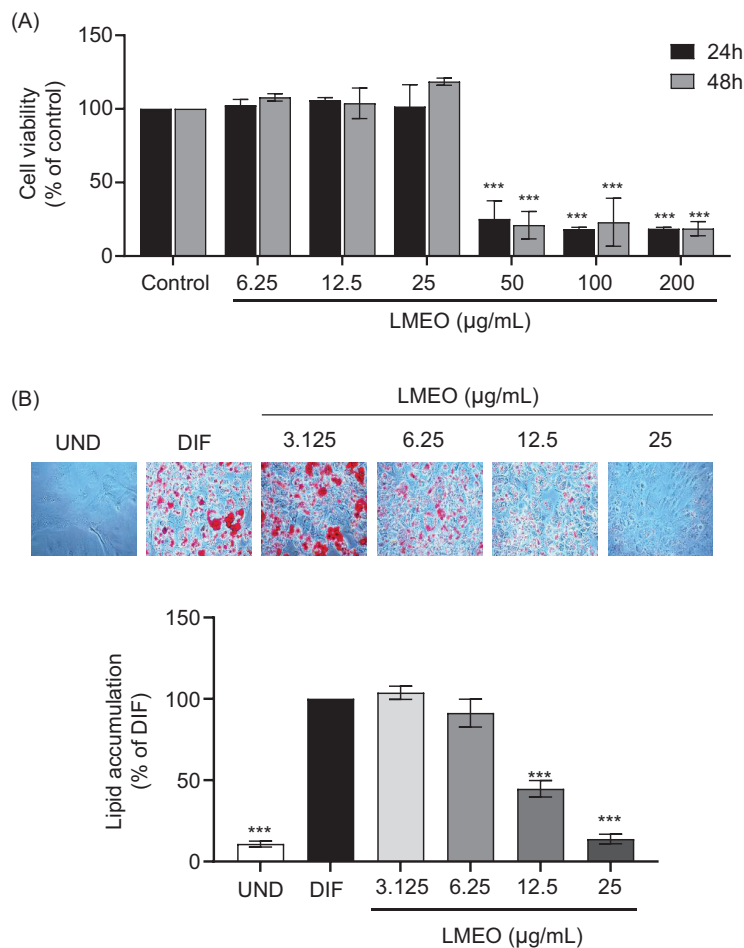 (A)
150
100
50
0
Cell viability
(% of control)
24h
48h
*** *** *** *** *** ***
Control 6.25 12.5 25 50 100 200
LMEO (µg/mL)
(B)
LMEO (µg/mL)
UND DIF 3.125 6.25 12.5 25
150
100
50
0
Lipid accumulation
(% of DIF)
*** *** ***
UND DIF 3.125 6.25 12.5 25
LMEO (µg/mL)